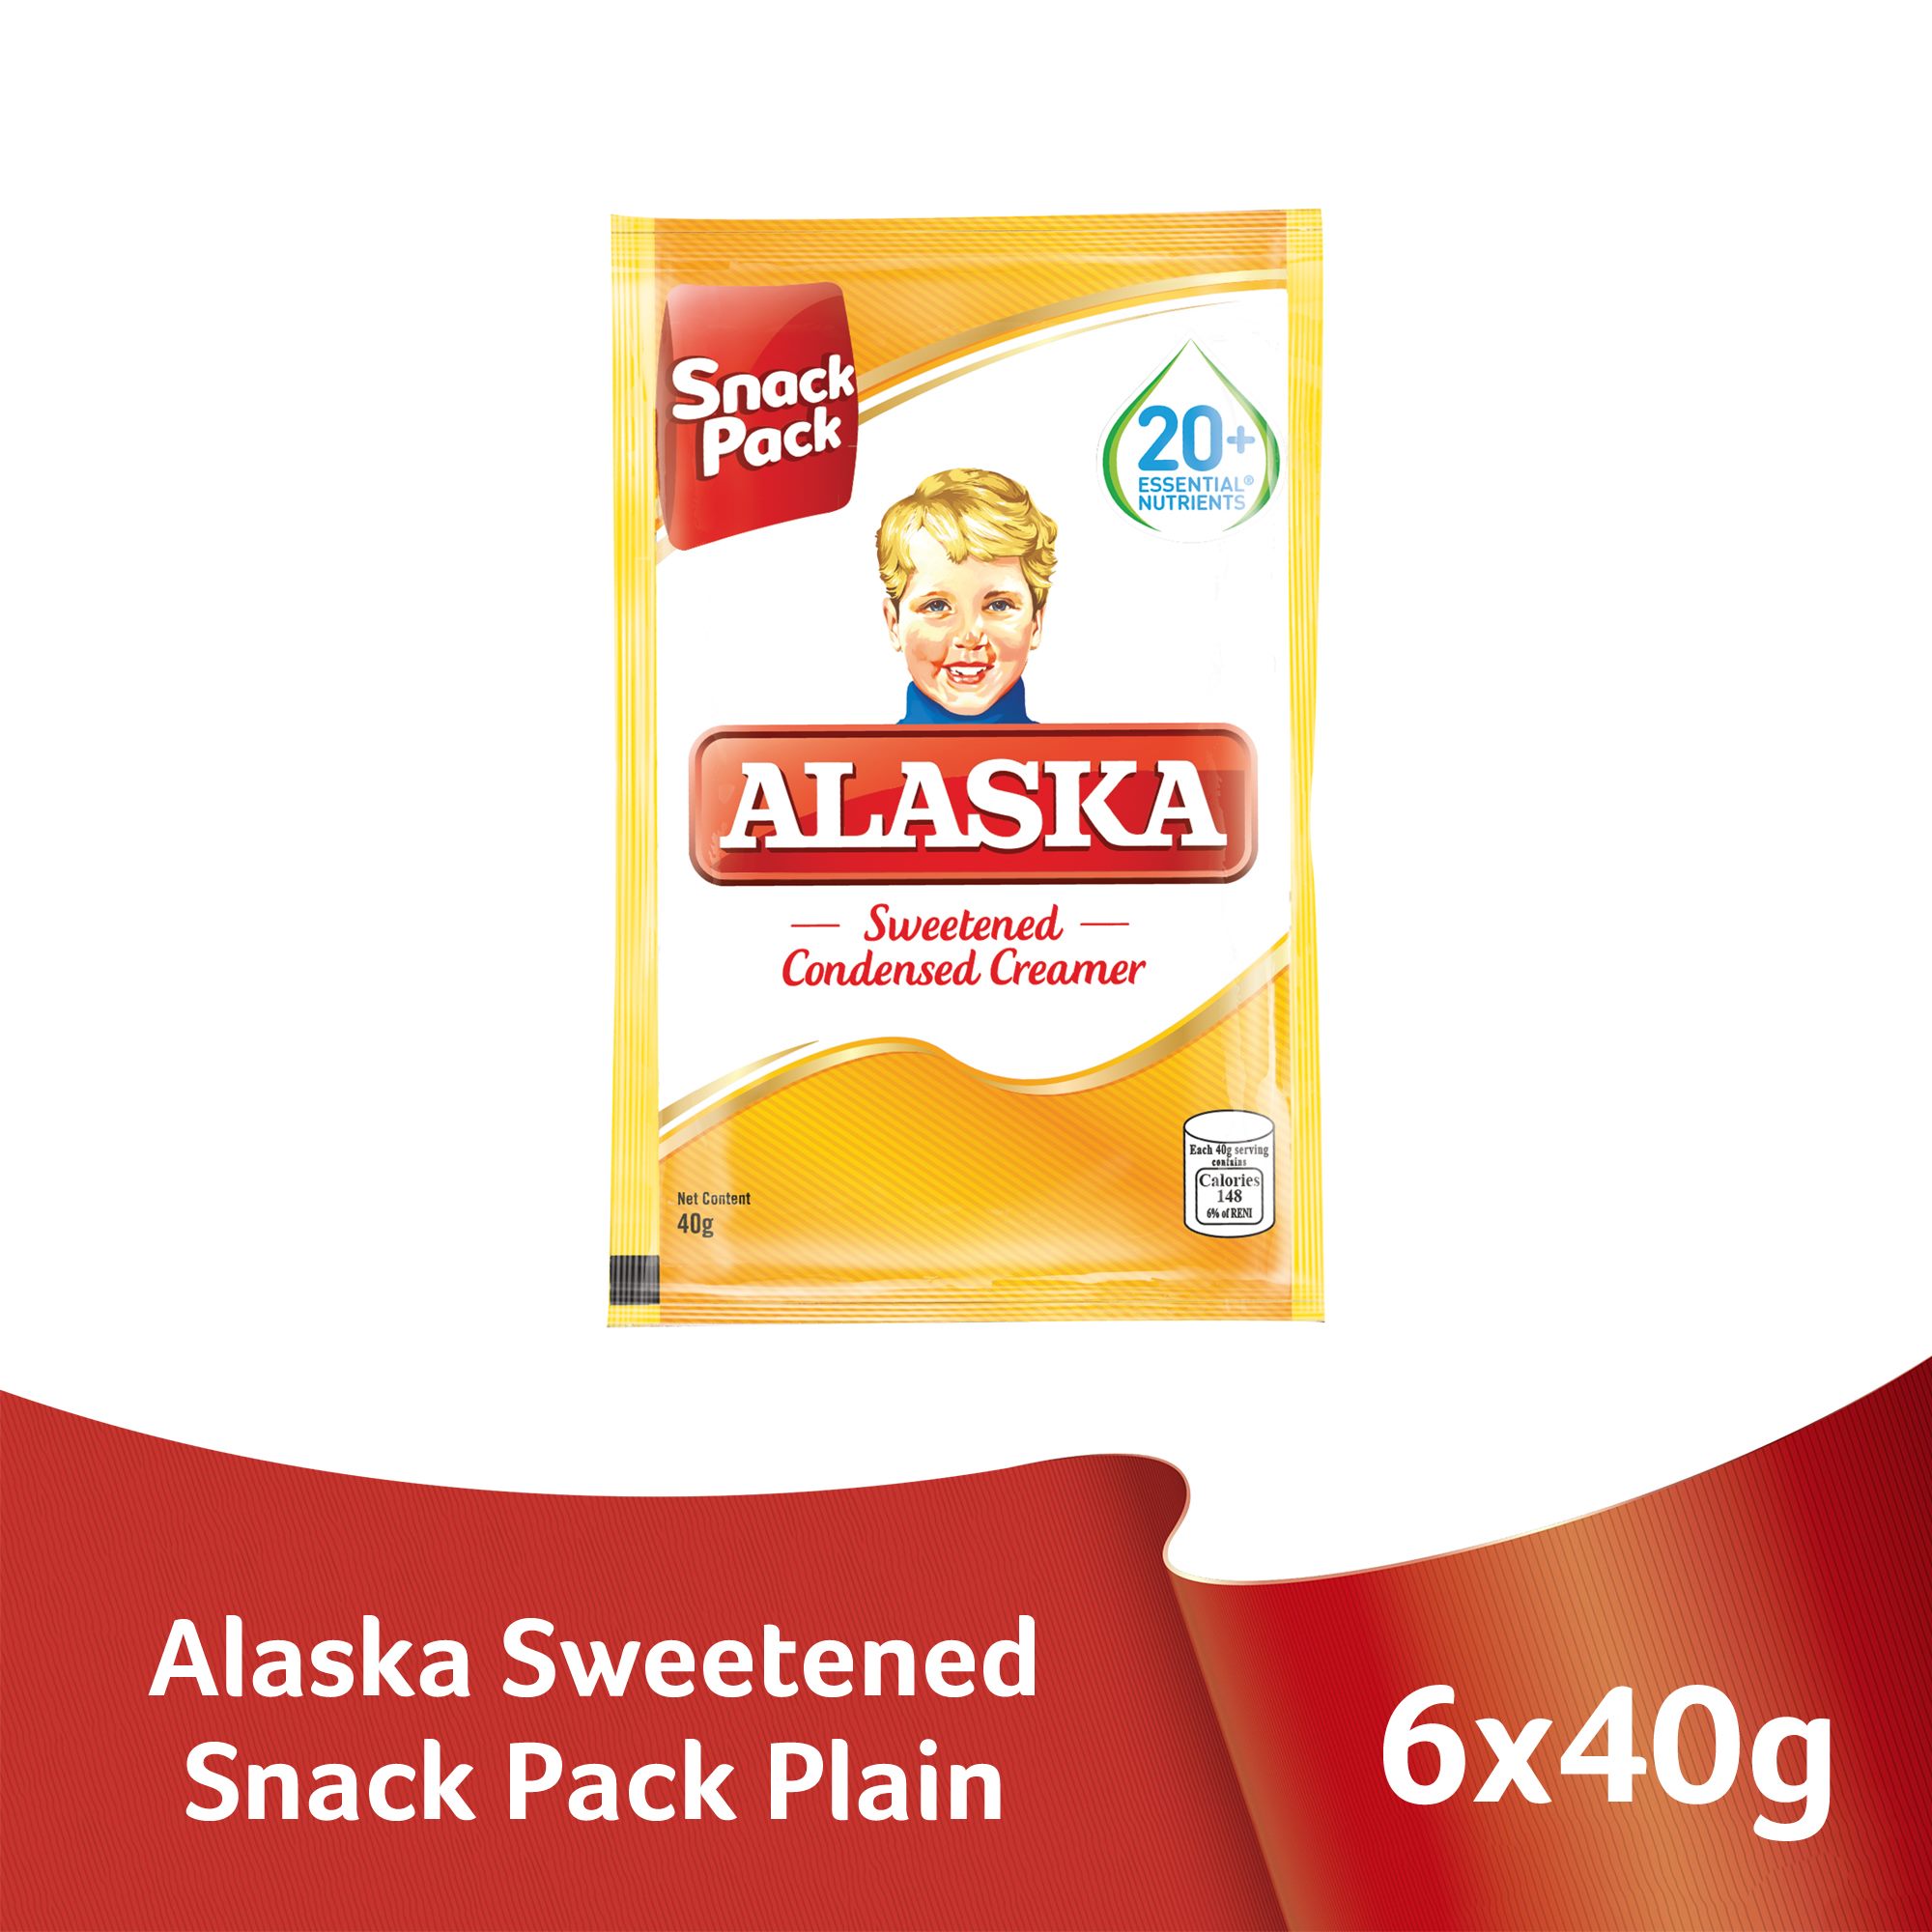 Snack
Pack
20+
ESSENTIAL®
NUTRIENTS
ALASKA
Sweetened
Condensed Creamer
Each 40g serving
contains
Calories
148
6% of RENI
Net Content
40g
Alaska Sweetened
Snack Pack Plain
6x40g